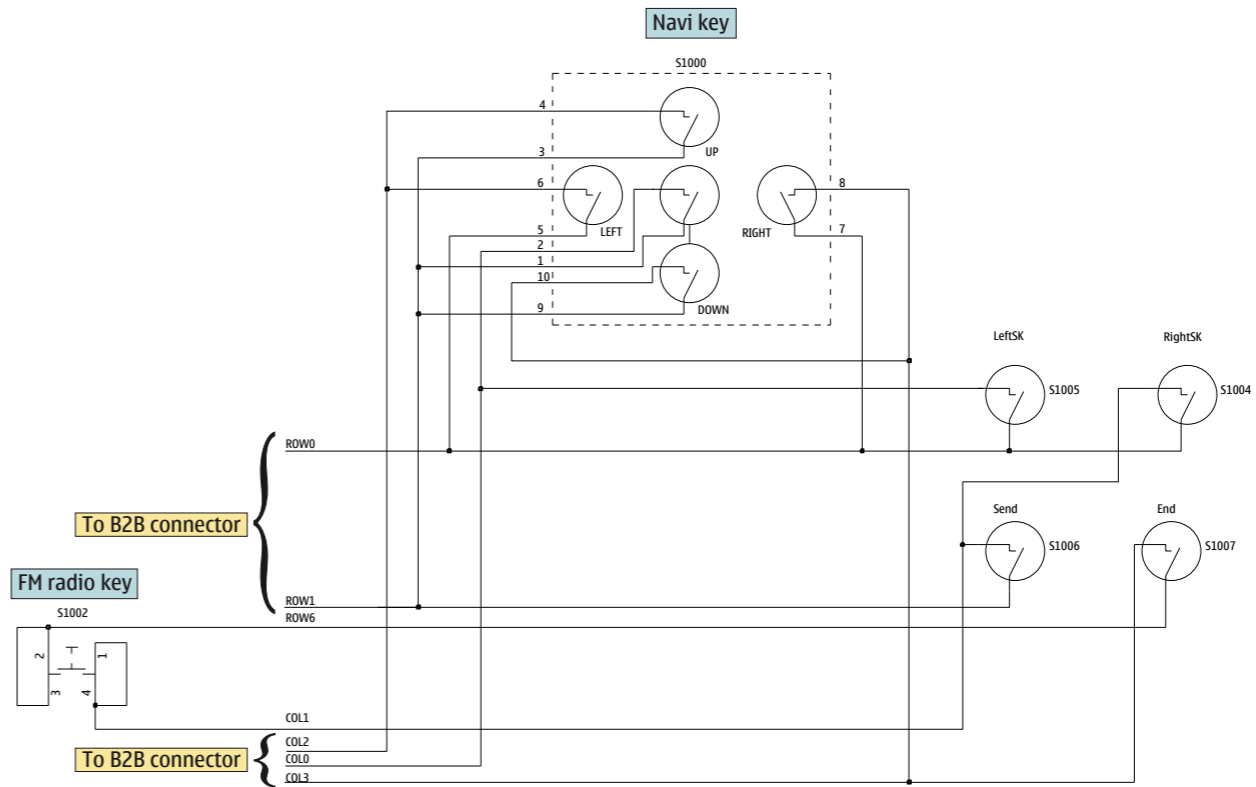 Navi key
S1000
4
UP
3
6
8
5
LEFT
RIGHT
7
2
1
10
9
DOWN
LeftSK
RightSK
S1005
S1004
ROW0
To B2B connector
Send
End
S1006
S1007
FM radio key
S1002
ROW1
ROW6
2
1
3
4
COL1
To B2B connector
COL2
COL0
COL3